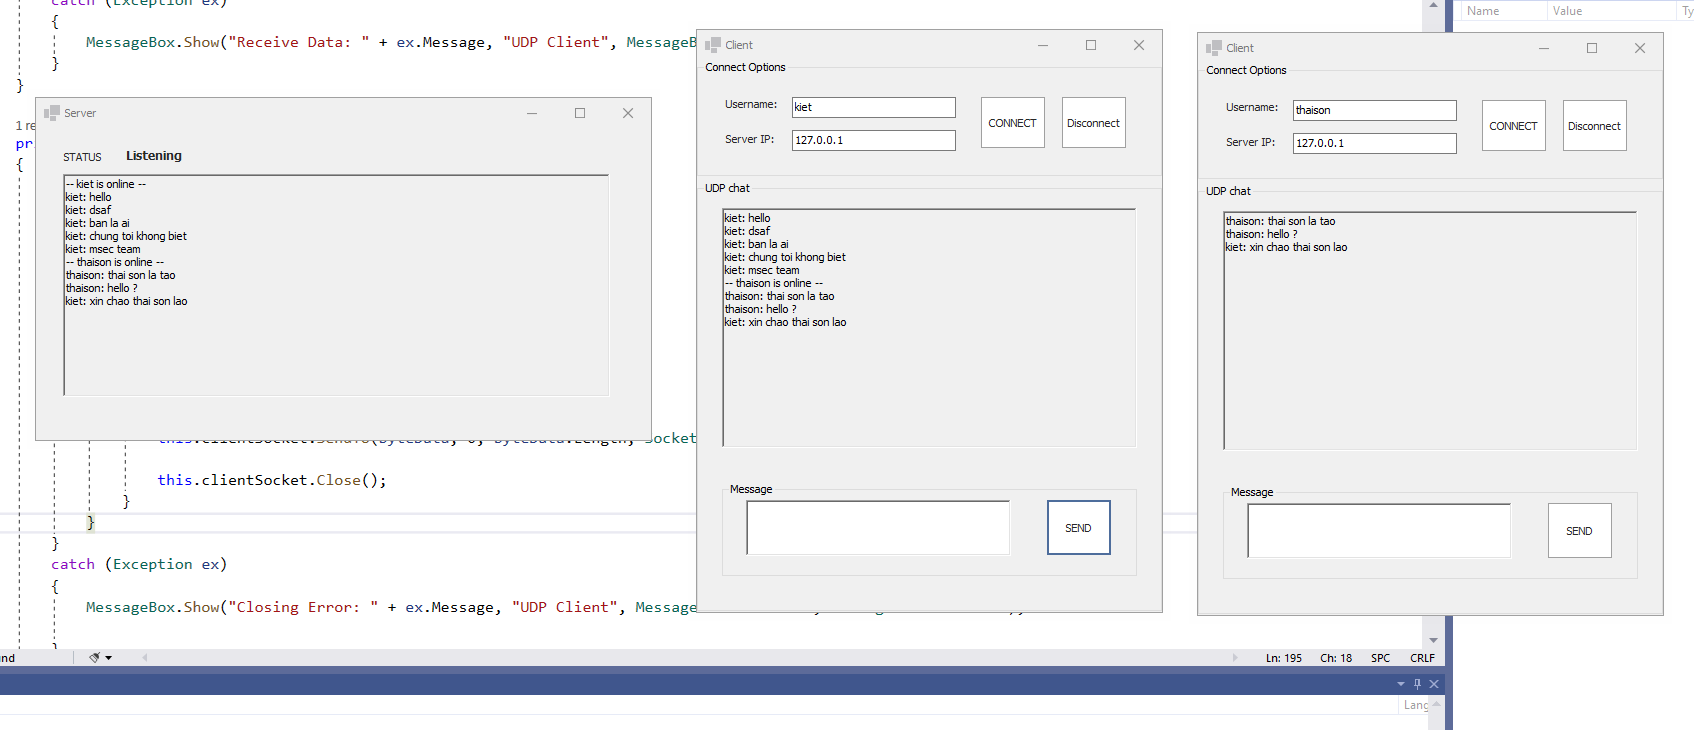 catch (Exception ex)
{
MessageBox.Show("Receive Data: " + ex.Message, "UDP Client", MessageB
}
}
1 re
pr
{
Server
STATUS Listening
-- kiet is online --
kiet: hello
kiet: dsaf
kiet: ban la ai
kiet: chung toi khong biet
kiet: msec team
-- thaison is online --
thaison: thai son la tao
thaison: hello ?
kiet: xin chao thai son lao
this.clientSocket.SendTo(byteData, 0, byteData.Length, Socket
this.clientSocket.Close();
}
}
}
catch (Exception ex)
{
MessageBox.Show("Closing Error: " + ex.Message, "UDP Client", Message
}
Client
Connect Options
Username: kiet
Server IP: 127.0.0.1
CONNECT
Disconnect
UDP chat
kiet: hello
kiet: dsaf
kiet: ban la ai
kiet: chung toi khong biet
kiet: msec team
-- thaison is online --
thaison: thai son la tao
thaison: hello ?
kiet: xin chao thai son lao
Message
SEND
Client
Connect Options
Username: thaison
Server IP: 127.0.0.1
CONNECT
Disconnect
UDP chat
thaison: thai son la tao
thaison: hello ?
kiet: xin chao thai son lao
Message
SEND
Name Value Ty
nd
Ln: 195 Ch: 18 SPC CRLF
Lang